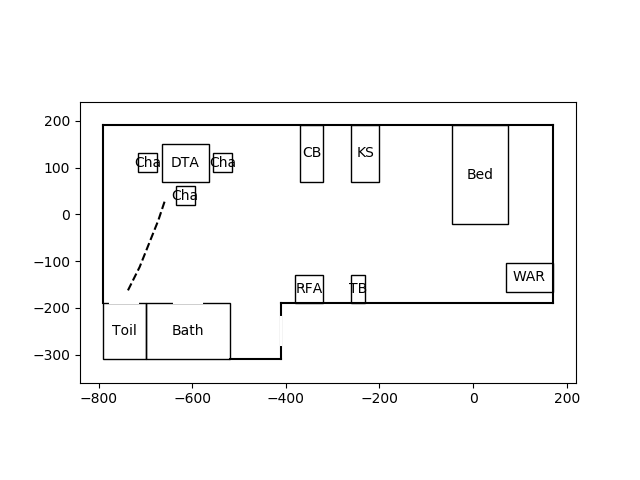 200
100
0
−100
−200
−300
Cha
DTA
Cha
Cha
CB
KS
Bed
WAR
RFA
TB
Toil
Bath
−800
−600
−400
−200
0
200